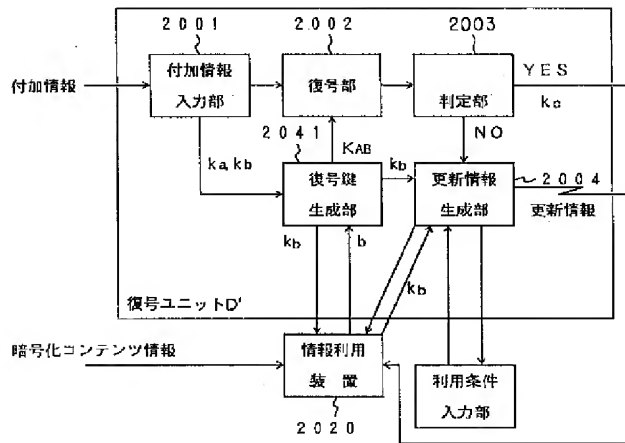 2001
2002
2003
付加情報
付加情報
入力部
復号部
判定部
YES
kc
2041
KAB
NO
ka, kb
復号鍵
生成部
kb
更新情報
生成部
2004
更新情報
kb
b
kb
復号ユニットD'
暗号化コンテンツ情報
情報利用
装置
利用条件
入力部
2020